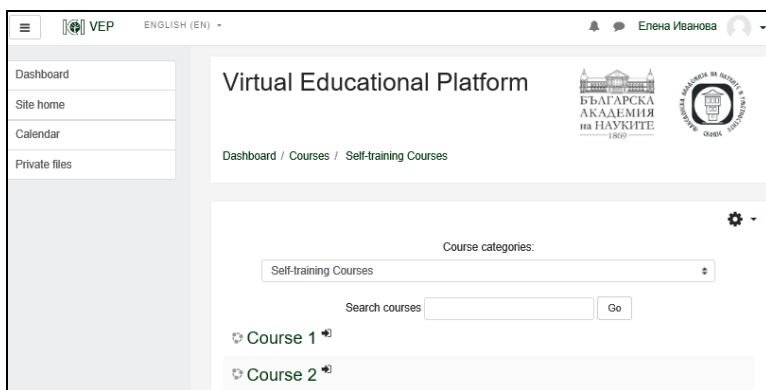 VEP ENGLISH (EN) Елена Иванова
Dashboard
Site home
Calendar
Private files
Virtual Educational Platform
БЪЛГАРСКА
АКАДЕМИЯ
на НАУКИТЕ
1869
Dashboard / Courses / Self-training Courses
Course categories:
Self-training Courses
Search courses Go
Course 1
Course 2